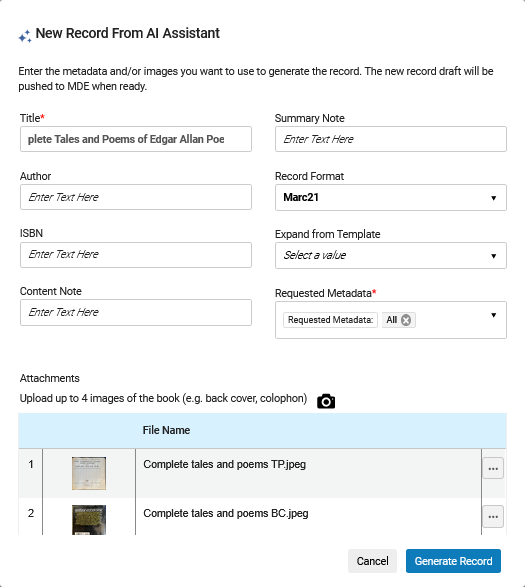 New Record From AI Assistant
Enter the metadata and/or images you want to use to generate the record. The new record draft will be
pushed to MDE when ready.
Title*
plete Tales and Poems of Edgar Allan Poe
Summary Note
Enter Text Here
Author
Enter Text Here
Record Format
Marc21
ISBN
Enter Text Here
Expand from Template
Select a value
Content Note
Enter Text Here
Requested Metadata*
Requested Metadata: All
Attachments
Upload up to 4 images of the book (e.g. back cover, colophon)
File Name
1 Complete tales and poems TP.jpeg
2 Complete tales and poems BC.jpeg
Cancel Generate Record